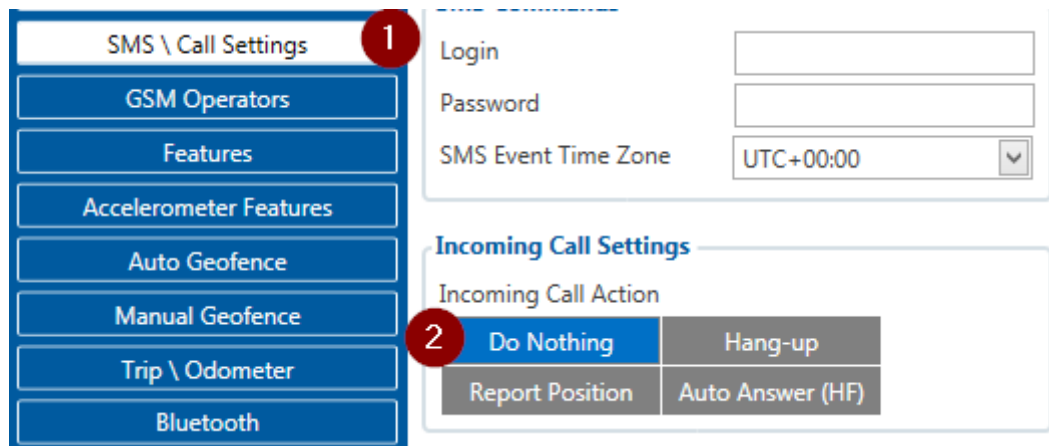 SMS \ Call Settings
1
GSM Operators
Features
Accelerometer Features
Auto Geofence
Manual Geofence
Trip \ Odometer
Bluetooth
SMS Commands
Login
Password
SMS Event Time Zone
UTC+00:00
Incoming Call Settings
Incoming Call Action
2
Do Nothing
Hang-up
Report Position
Auto Answer (HF)